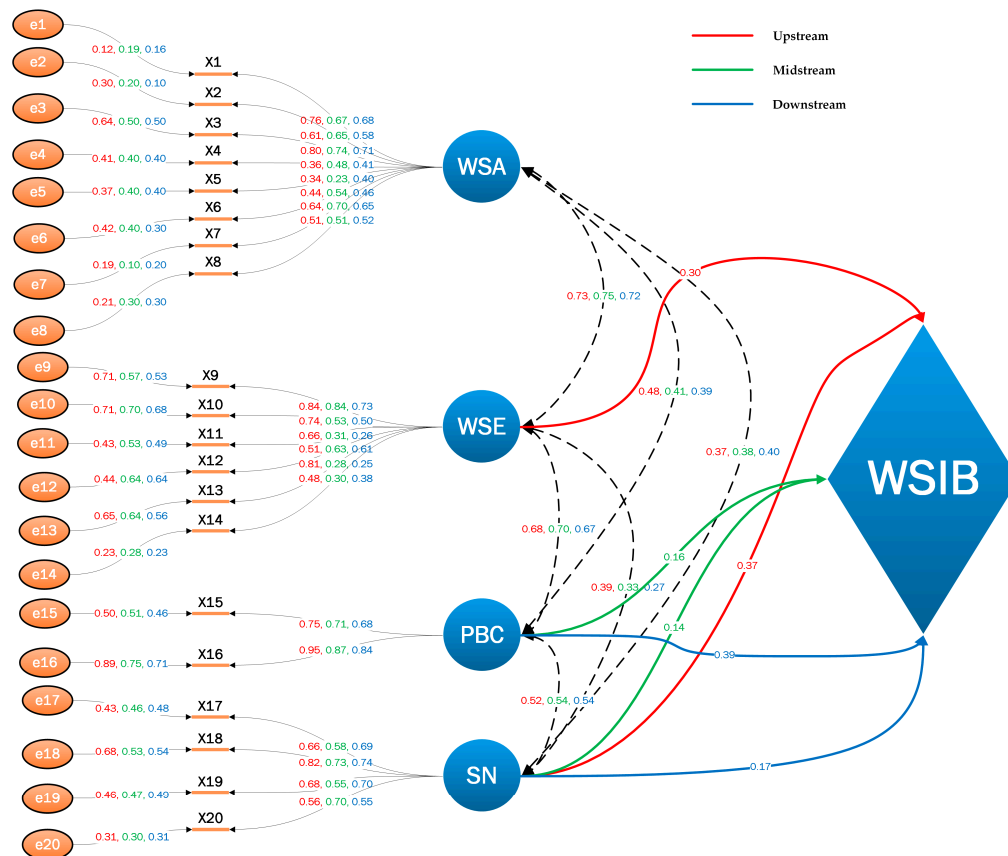 Upstream
Midstream
Downstream
e1
0.12, 0.19, 0.16
X1
e2
0.30, 0.20, 0.10
X2
e3
0.64, 0.50, 0.50
X3
e4
0.41, 0.40, 0.40
X4
e5
0.37, 0.40, 0.40
X5
e6
0.42, 0.40, 0.30
X6
e7
0.19, 0.10, 0.20
X7
e8
0.21, 0.30, 0.30
X8
0.76, 0.67, 0.68
0.61, 0.65, 0.58
0.80, 0.74, 0.71
0.36, 0.48, 0.41
0.34, 0.23, 0.40
0.44, 0.54, 0.46
0.64, 0.70, 0.65
0.51, 0.51, 0.52
WSA
e9
0.71, 0.57, 0.53
X9
e10
0.71, 0.70, 0.68
X10
e11
0.43, 0.53, 0.49
X11
e12
0.44, 0.64, 0.64
X12
e13
0.65, 0.64, 0.56
X13
e14
0.23, 0.28, 0.23
X14
0.84, 0.84, 0.73
0.74, 0.53, 0.50
0.66, 0.31, 0.26
0.51, 0.63, 0.61
0.81, 0.28, 0.25
0.48, 0.30, 0.38
WSE
e15
0.50, 0.51, 0.46
X15
e16
0.89, 0.75, 0.71
X16
0.75, 0.71, 0.68
0.95, 0.87, 0.84
PBC
e17
0.43, 0.46, 0.48
X17
e18
0.68, 0.53, 0.54
X18
e19
0.46, 0.47, 0.49
X19
e20
0.31, 0.30, 0.31
X20
0.66, 0.58, 0.69
0.82, 0.73, 0.74
0.68, 0.55, 0.70
0.56, 0.70, 0.55
SN
0.73, 0.75, 0.72
0.48, 0.41, 0.39
0.37, 0.38, 0.40
0.68, 0.70, 0.67
0.39, 0.33, 0.27
0.52, 0.54, 0.54
0.30
0.16
0.14
0.37
0.39
0.17
WSIB